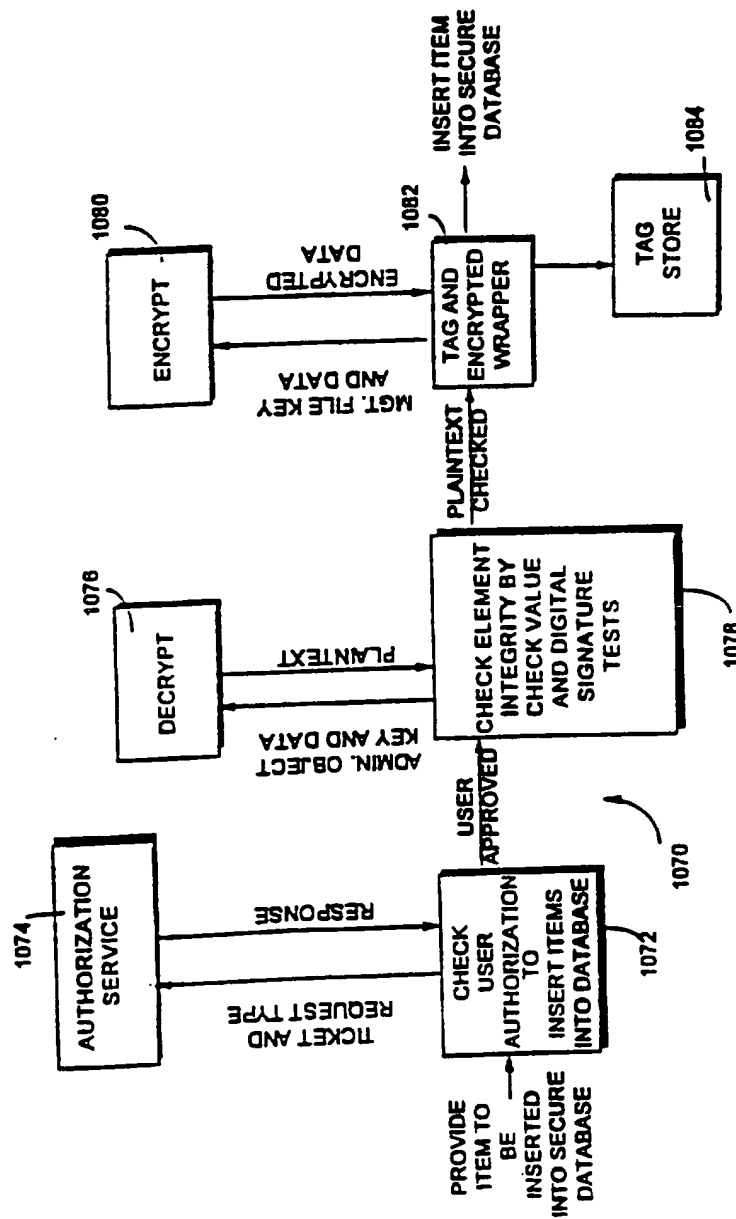 1074
AUTHORIZATION
SERVICE
TICKET AND
REQUEST TYPE
RESPONSE
PROVIDE
ITEM TO
BE
INSERTED
INTO SECURE
DATABASE
CHECK
USER
AUTHORIZATION
TO
INSERT ITEMS
INTO DATABASE
1072
USER
APPROVED
1070
1076
DECRYPT
ADMIN. OBJECT
KEY AND DATA
PLAINTEXT
CHECK ELEMENT
INTEGRITY BY
CHECK VALUE
AND DIGITAL
SIGNATURE
TESTS
1078
PLAINTEXT
CHECKED
1080
ENCRYPT
MGT. FILE KEY
AND DATA
ENCRYPTED
DATA
1082
TAG AND
ENCRYPTED
WRAPPER
INSERT ITEM
INTO SECURE
DATABASE
TAG
STORE
1084